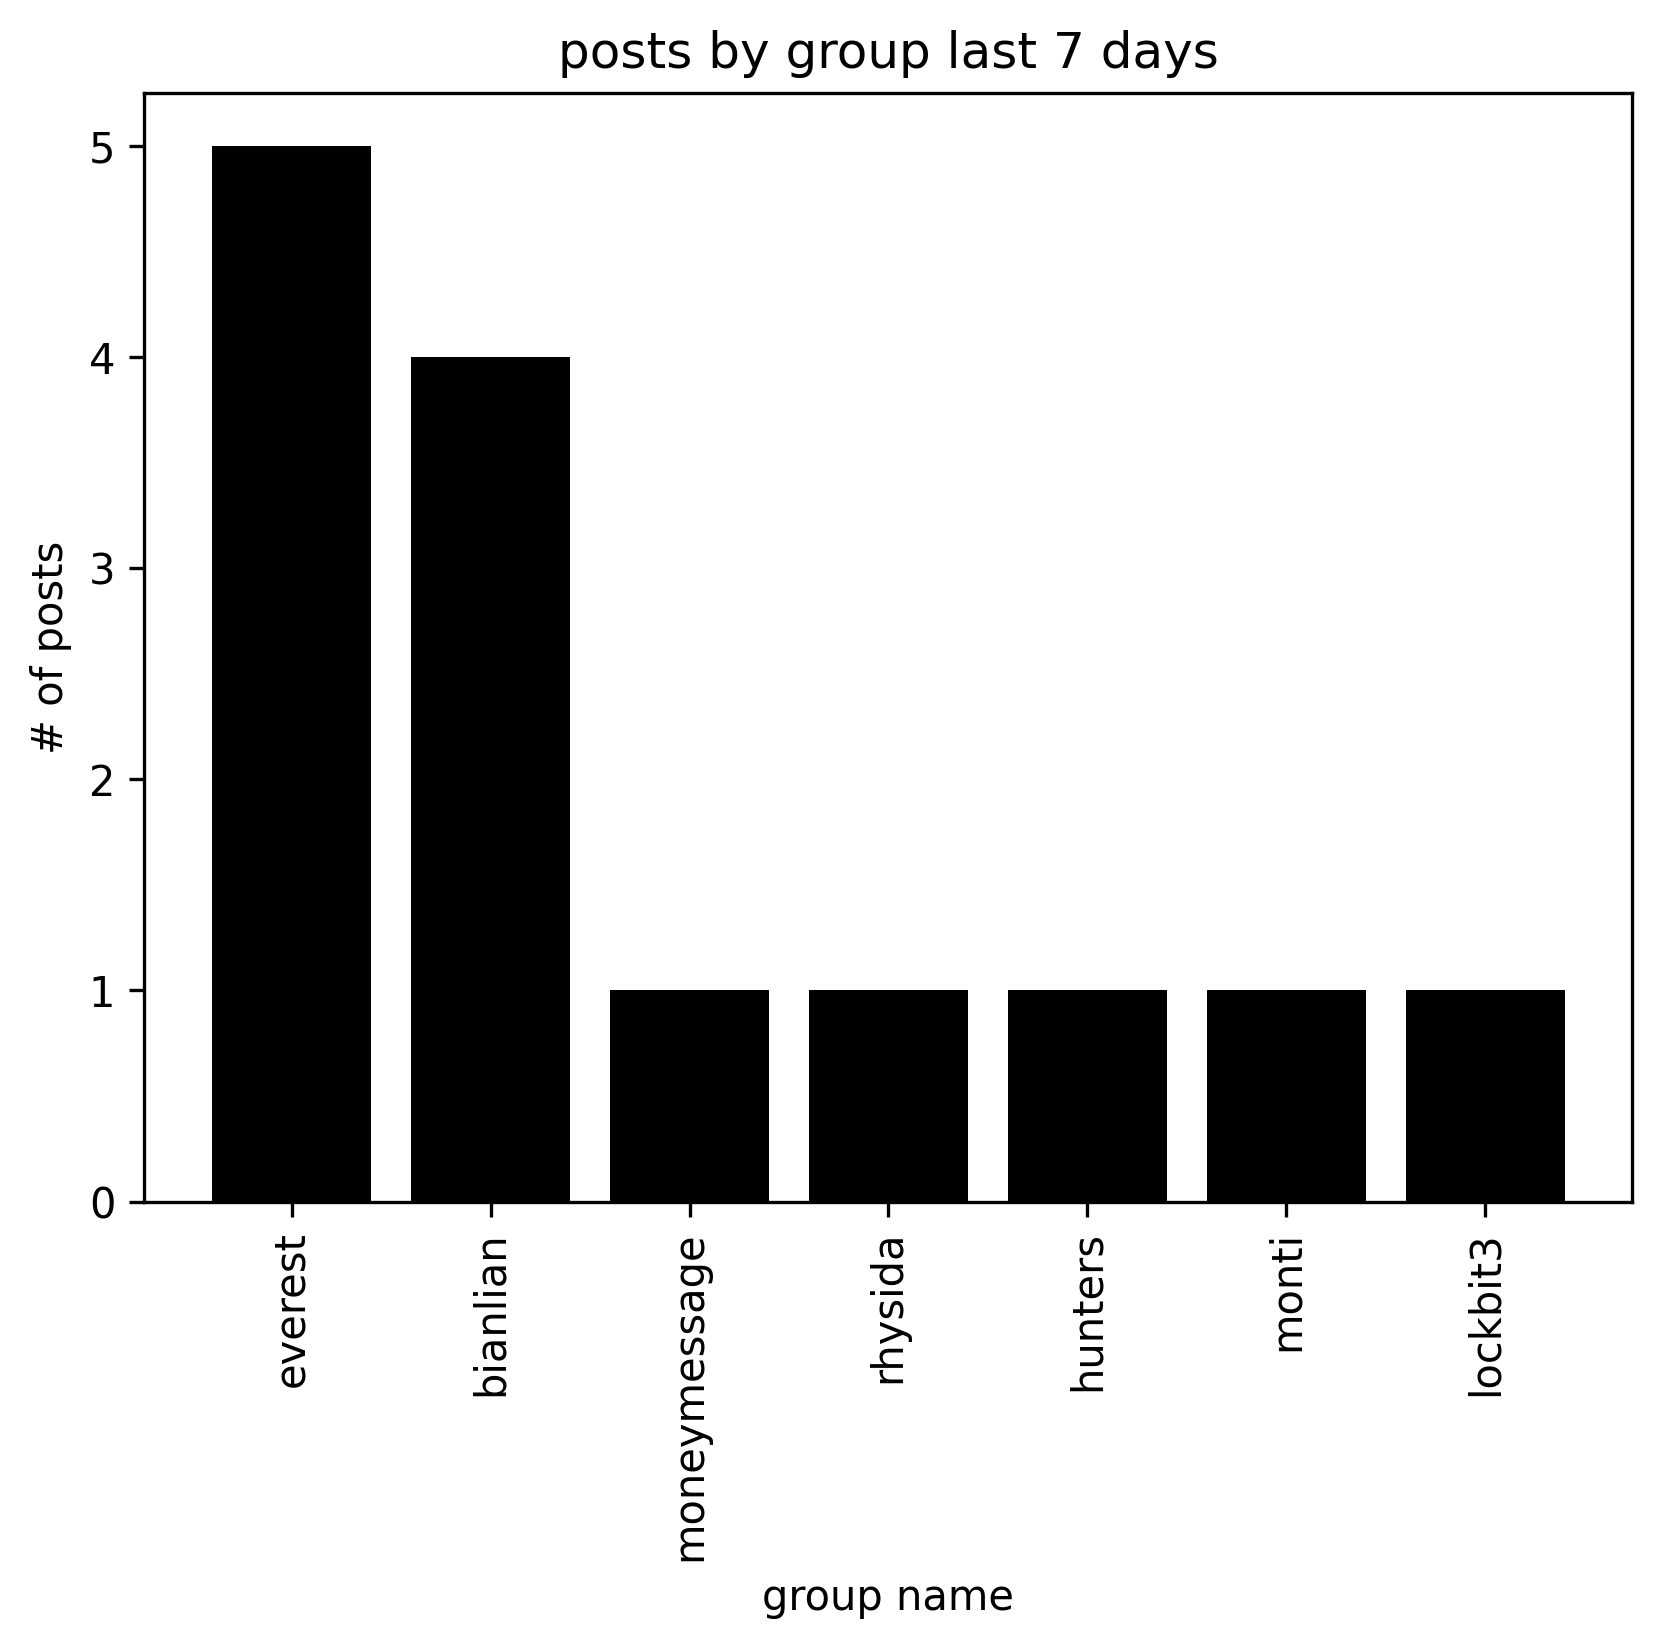 posts by group last 7 days
# of posts
5
4
3
2
1
0
everest
bianlian
moneymessage
rhysida
hunters
monti
lockbit3
group name